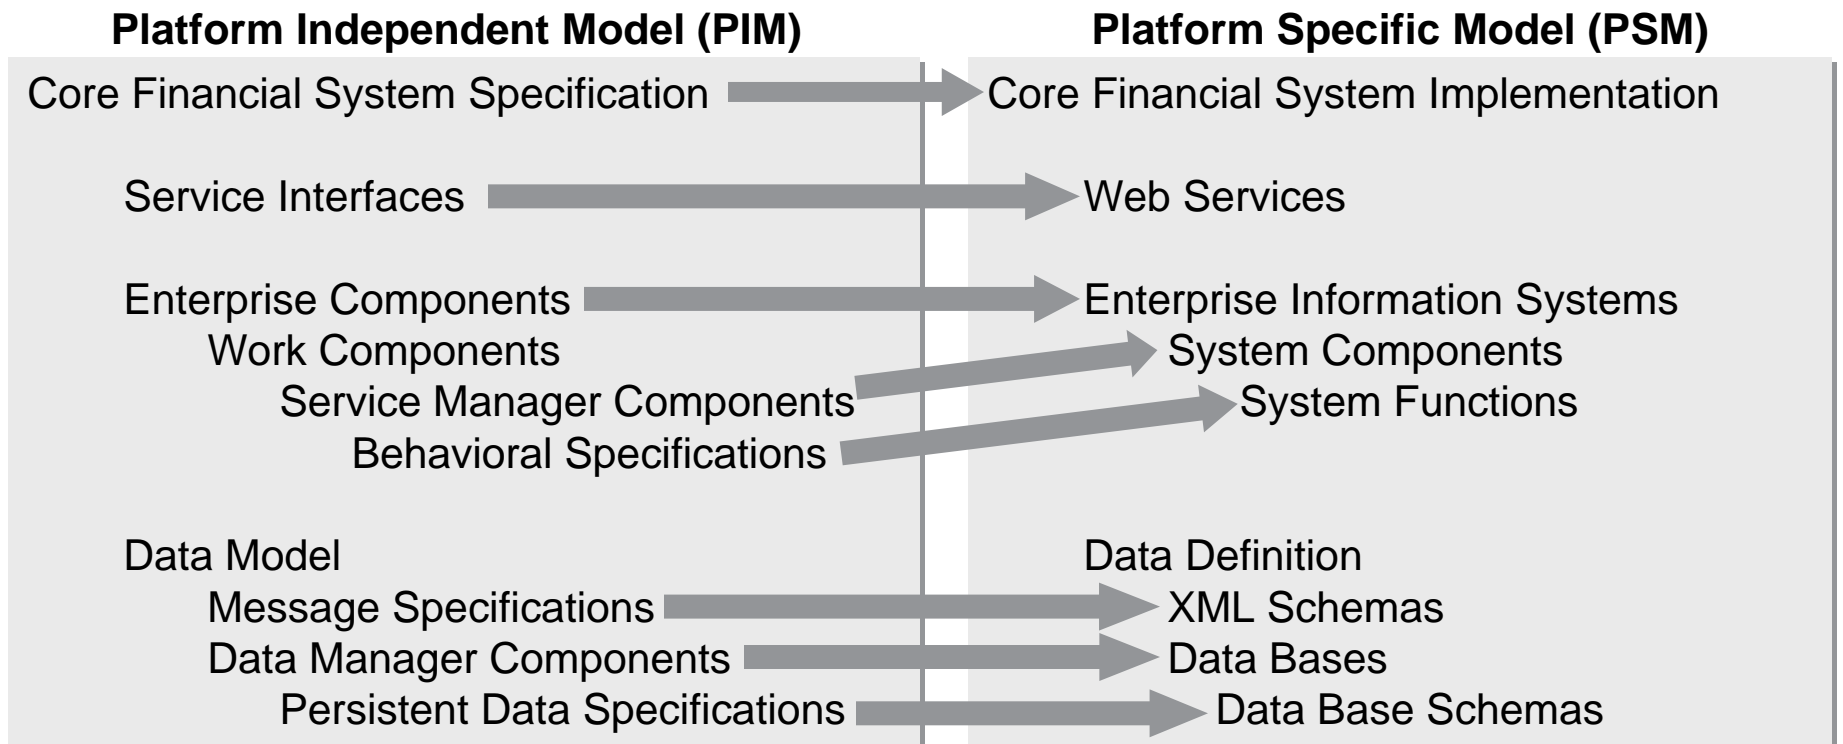 Platform Independent Model (PIM)
Core Financial System Specification
Service Interfaces
Enterprise Components
Work Components
Service Manager Components
Behavioral Specifications
Data Model
Message Specifications
Data Manager Components
Persistent Data Specifications
Platform Specific Model (PSM)
Core Financial System Implementation
Web Services
Enterprise Information Systems
System Components
System Functions
Data Definition
XML Schemas
Data Bases
Data Base Schemas